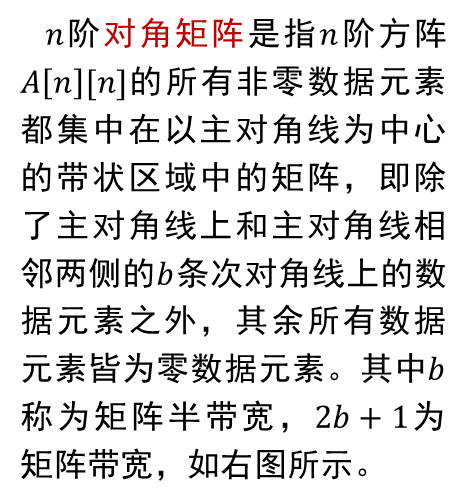 n阶对角矩阵是指n阶方阵
A[n][n]的所有非零数据元素
都集中在以主对角线为中心
的带状区域中的矩阵，即除
了主对角线上和主对角线相
邻两侧的b条次对角线上的数
据元素之外，其余所有数据
元素皆为零数据元素。其中b
称为矩阵半带宽，2b + 1为
矩阵带宽，如右图所示。